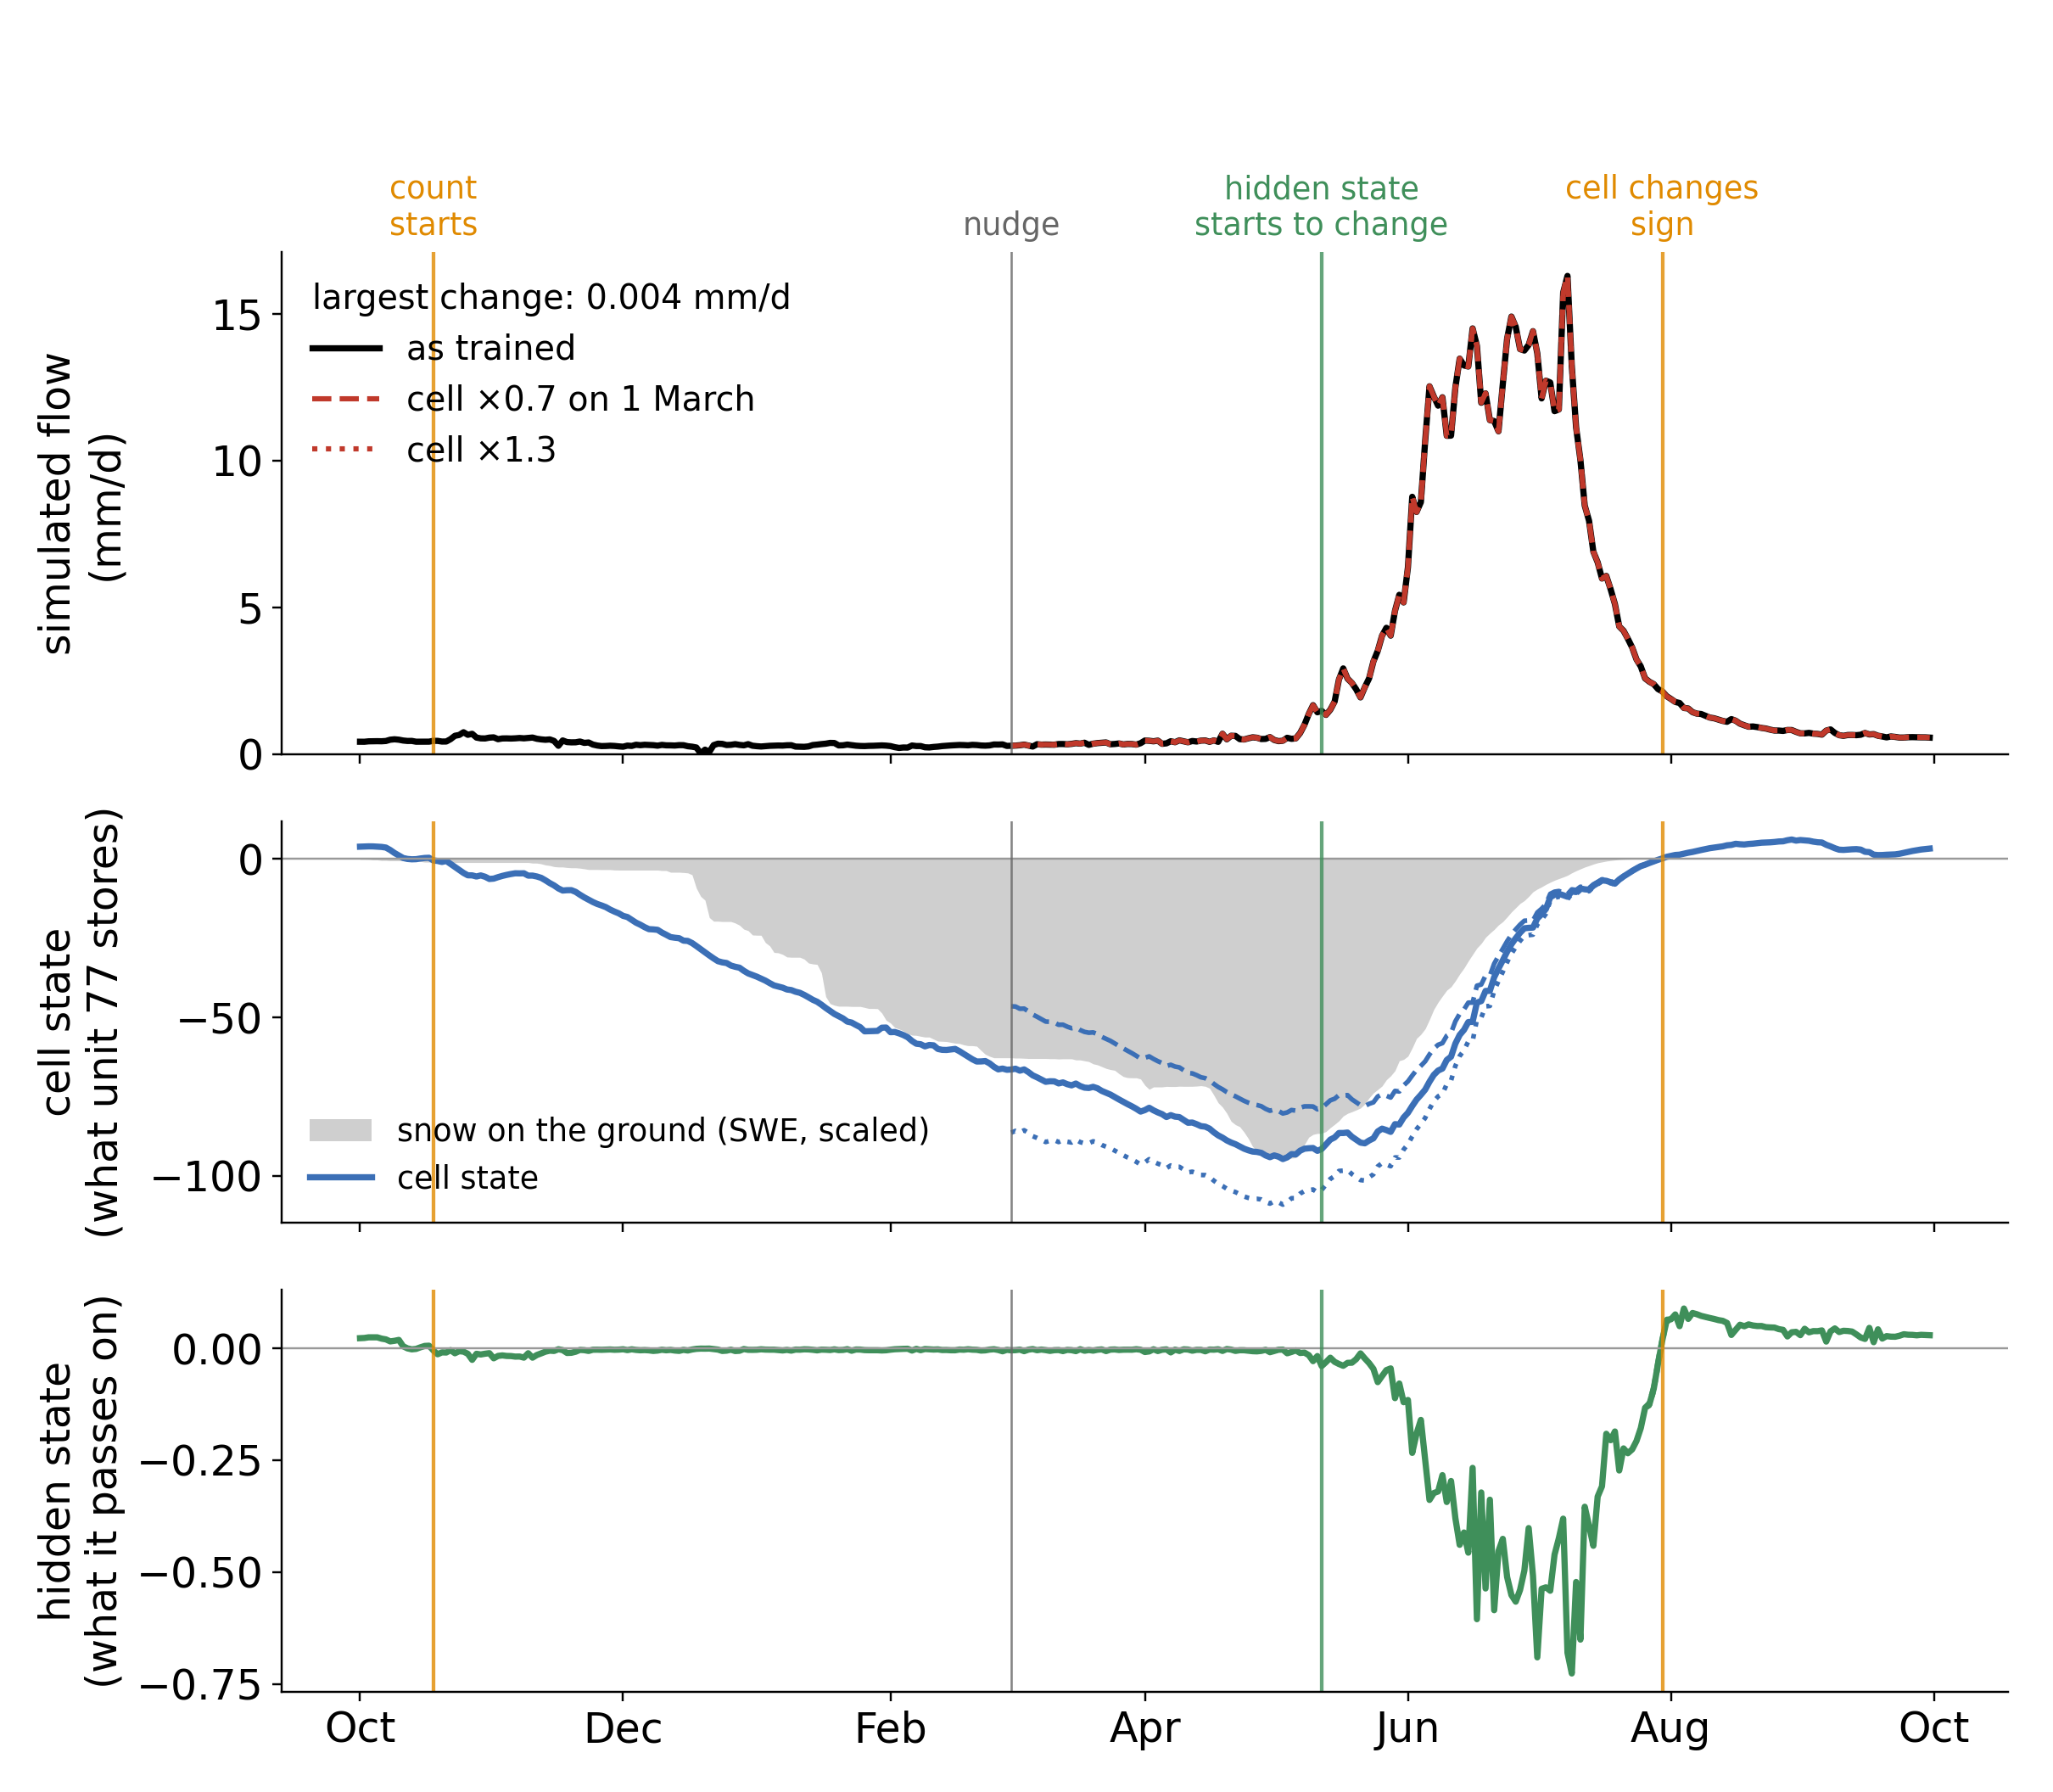 count
starts
nudge
hidden state
starts to change
cell changes
sign
simulated flow
(mm/d)
15
10
5
0
largest change: 0.004 mm/d
as trained
cell ×0.7 on 1 March
cell ×1.3
cell state
(what unit 77 stores)
0
−50
−100
snow on the ground (SWE, scaled)
cell state
hidden state
(what it passes on)
0.00
−0.25
−0.50
−0.75
Oct
Dec
Feb
Apr
Jun
Aug
Oct